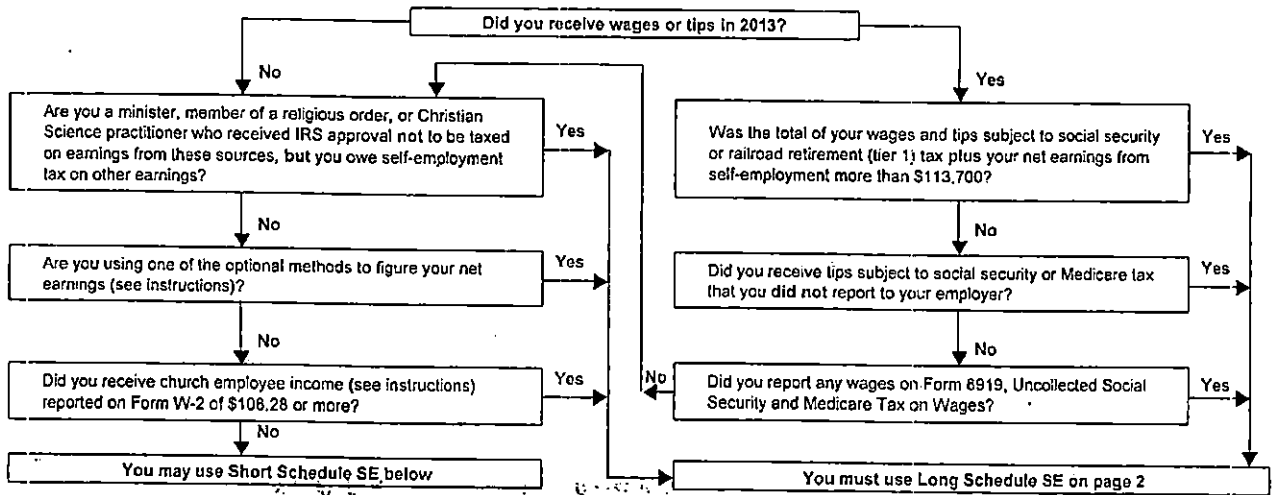 Did you receive wages or tips in 2013?
No
Yes
Are you a minister, member of a religious order, or Christian
Science practitioner who received IRS approval not to be taxed
on earnings from these sources, but you owe self-employment
tax on other earnings?
Yes
Was the total of your wages and tips subject to social security
or railroad retirement (tier 1) tax plus your net earnings from
self-employment more than $113,700?
Yes
No
No
Are you using one of the optional methods to figure your net
earnings (see instructions)?
Yes
Did you receive tips subject to social security or Medicare tax
that you did not report to your employer?
Yes
No
No
Did you receive church employee income (see instructions)
reported on Form W-2 of $108.28 or more?
Yes
No
Did you report any wages on Form 8919, Uncollected Social
Security and Medicare Tax on Wages?
Yes
No
You may use Short Schedule SE below
You must use Long Schedule SE on page 2